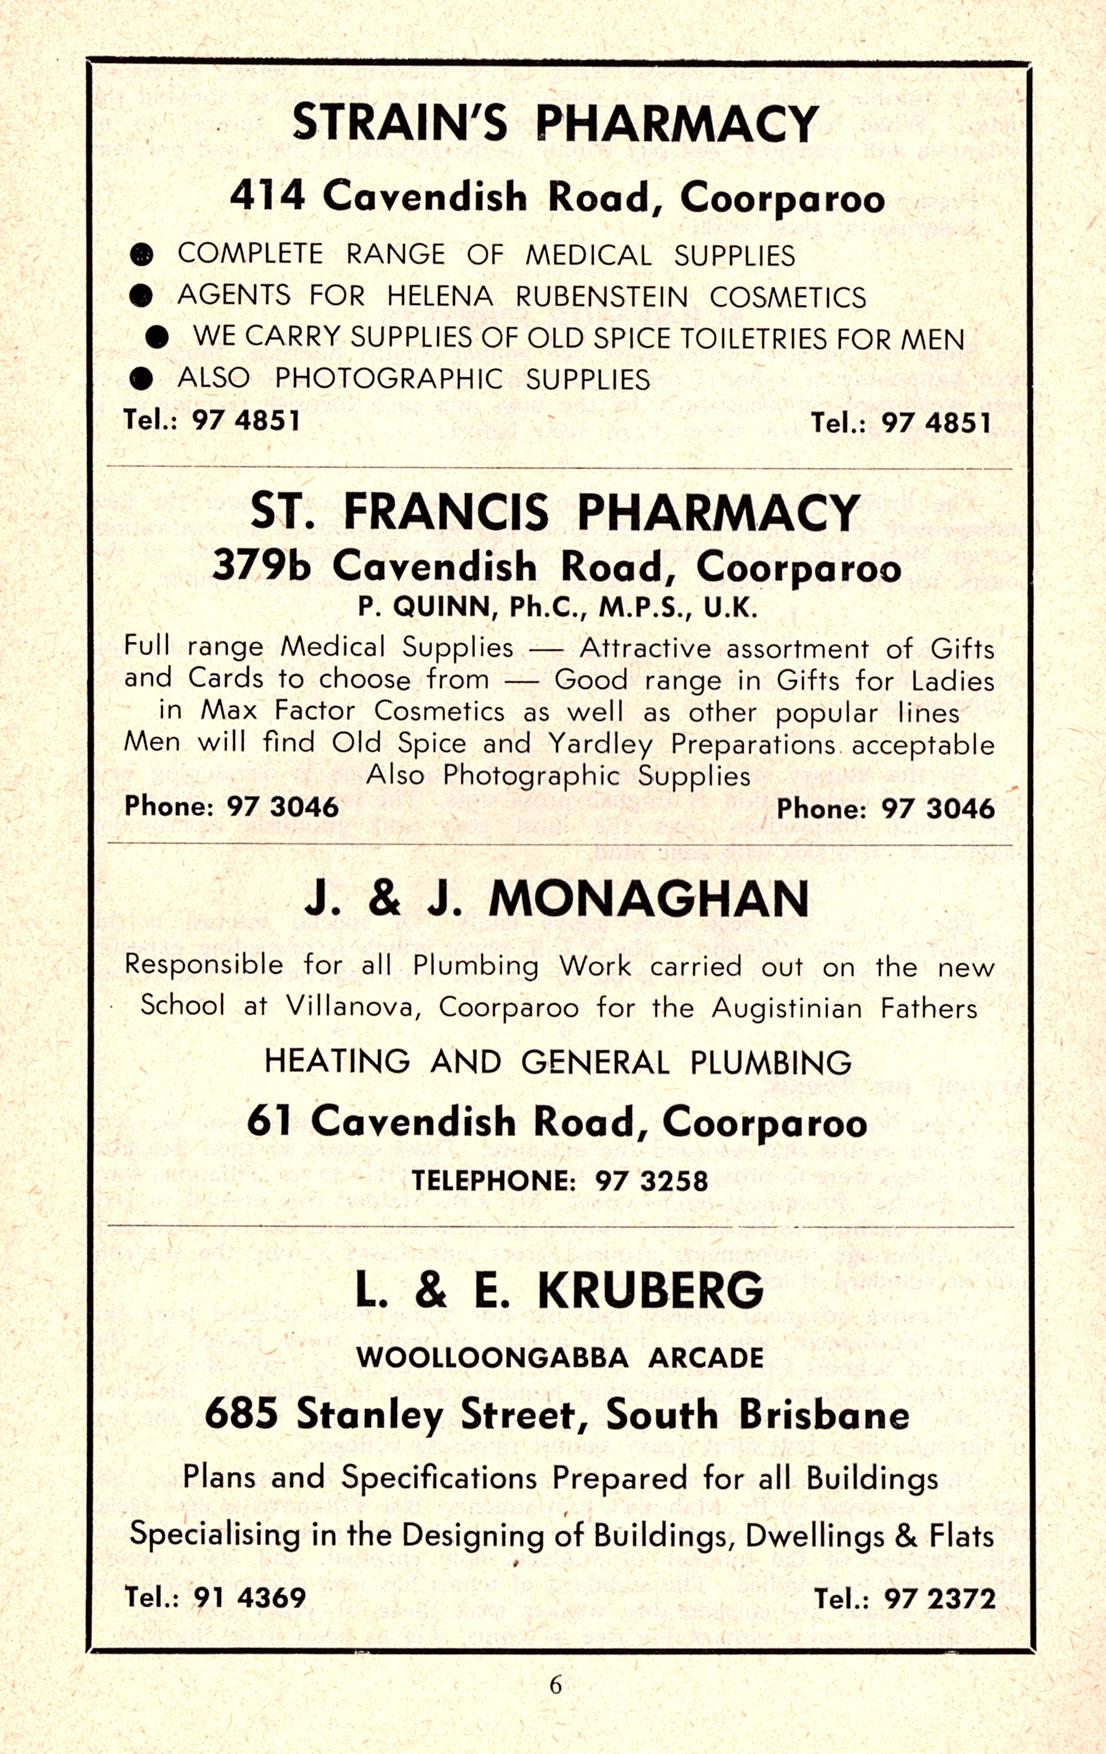 STRAIN'S PHARMACY
414 Cavendish Road, Coorparoo
● COMPLETE RANGE OF MEDICAL SUPPLIES
● AGENTS FOR HELENA RUBENSTEIN COSMETICS
● WE CARRY SUPPLIES OF OLD SPICE TOILETRIES FOR MEN
● ALSO PHOTOGRAPHIC SUPPLIES
Tel.: 97 4851 Tel.: 97 4851
ST. FRANCIS PHARMACY
379b Cavendish Road, Coorparoo
P. QUINN, Ph.C., M.P.S., U.K.
Full range Medical Supplies — Attractive assortment of Gifts
and Cards to choose from — Good range in Gifts for Ladies
in Max Factor Cosmetics as well as other popular lines
Men will find Old Spice and Yardley Preparations acceptable
Also Photographic Supplies
Phone: 97 3046 Phone: 97 3046
J. & J. MONAGHAN
Responsible for all Plumbing Work carried out on the new
School at Villanova, Coorparoo for the Augistinian Fathers
HEATING AND GENERAL PLUMBING
61 Cavendish Road, Coorparoo
TELEPHONE: 97 3258
L. & E. KRUBERG
WOOLLOONGABBA ARCADE
685 Stanley Street, South Brisbane
Plans and Specifications Prepared for all Buildings
Specialising in the Designing of Buildings, Dwellings & Flats
Tel.: 91 4369 Tel.: 97 2372
6